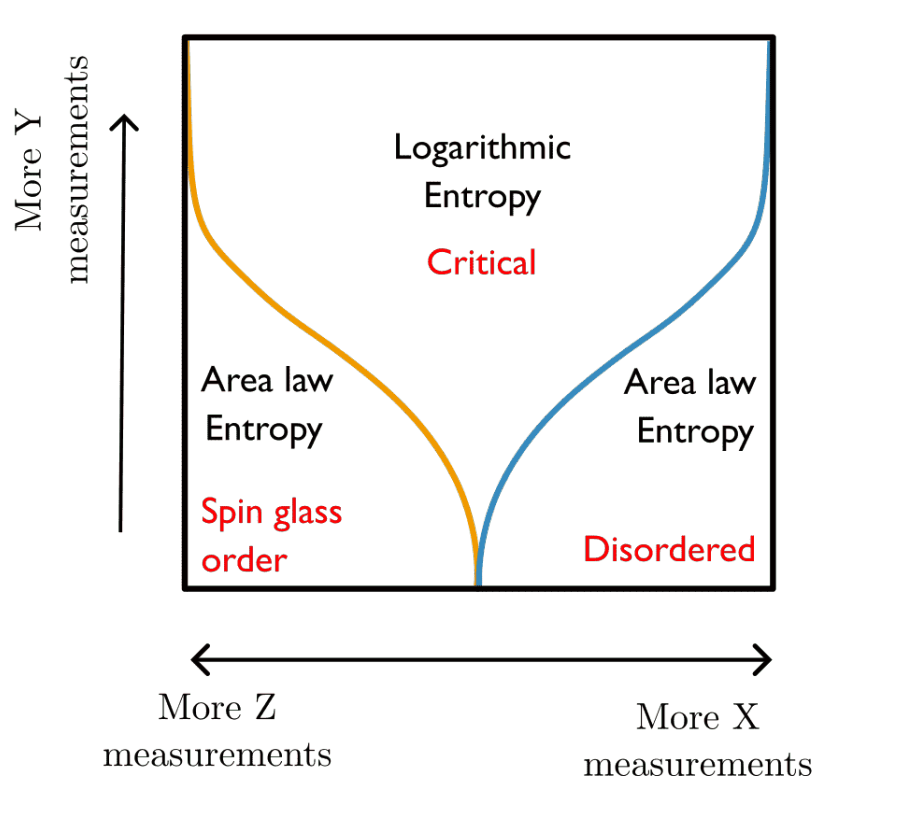 More Y
measurements
Logarithmic
Entropy
Critical
Area law
Entropy
Spin glass
order
Area law
Entropy
Disordered
More Z
measurements
More X
measurements